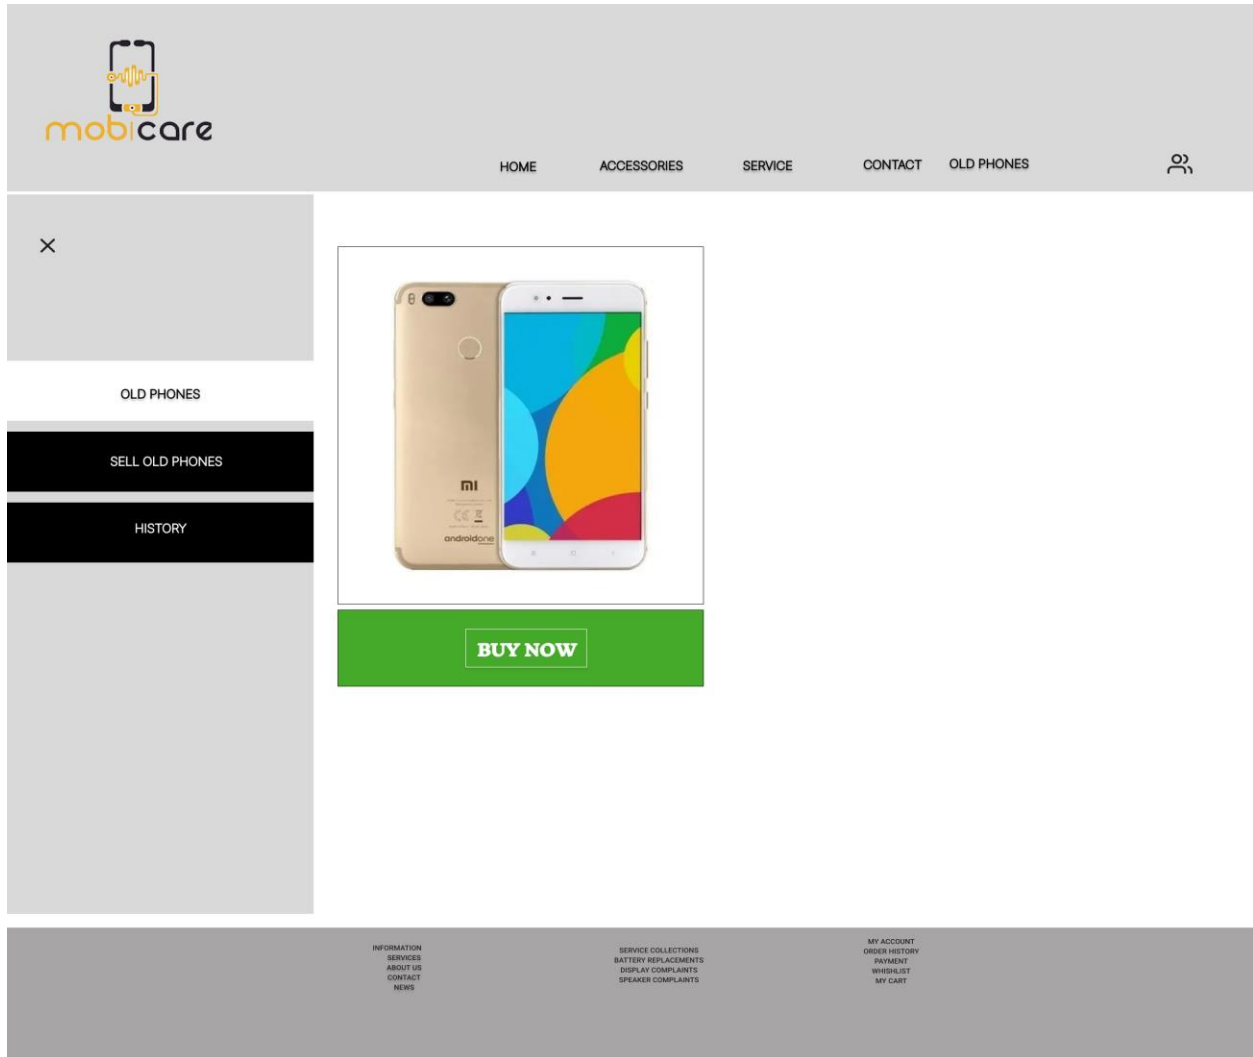 mobicare
HOME ACCESSORIES SERVICE CONTACT OLD PHONES
OLD PHONES
SELL OLD PHONES
HISTORY
mi
androidone
BUY NOW
INFORMATION
SERVICES
ABOUT US
CONTACT
NEWS
SERVICE COLLECTIONS
BATTERY REPLACEMENTS
DISPLAY COMPLAINTS
SPEAKER COMPLAINTS
MY ACCOUNT
ORDER HISTORY
PAYMENT
WHISHLIST
MY CART